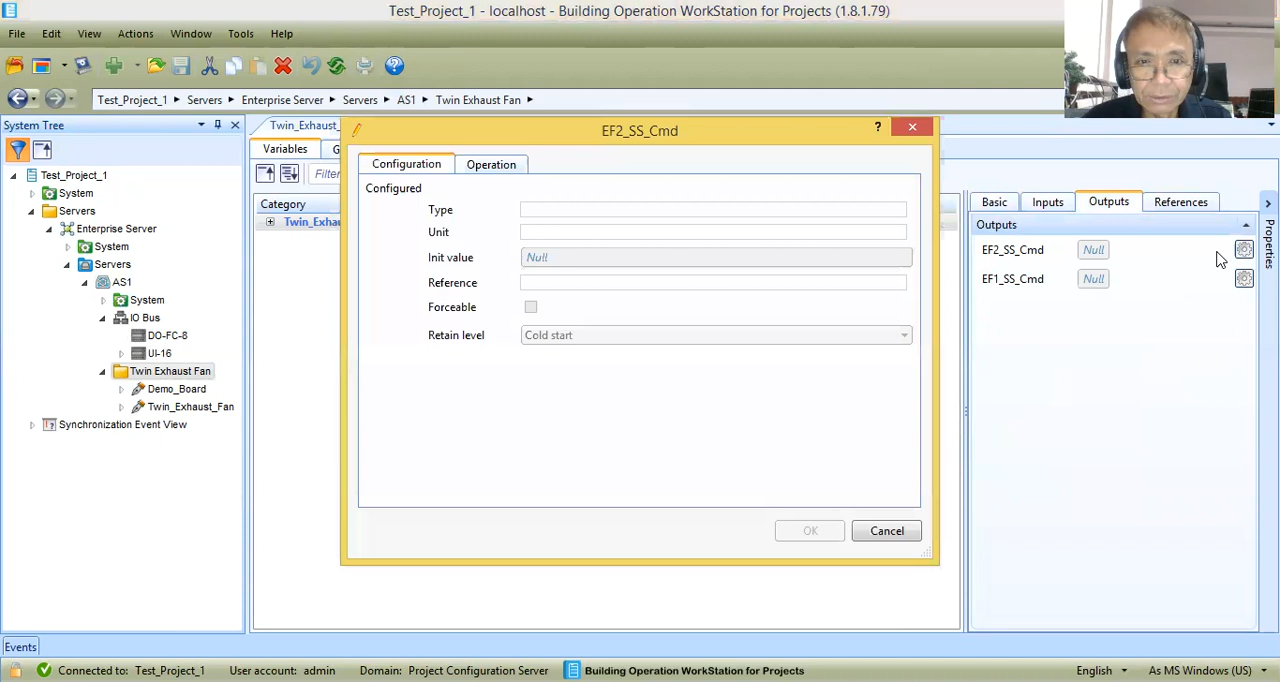 Test_Project_1 - localhost - Building Operation WorkStation for Projects (1.8.1.79)
File Edit View Actions Window Tools Help
Test_Project_1 Servers Enterprise Server Servers AS1 Twin Exhaust Fan
System Tree
Test_Project_1
System
Servers
Enterprise Server
System
Servers
AS1
System
IO Bus
DO-FC-8
UI-16
Twin Exhaust Fan
Demo_Board
Twin_Exhaust_Fan
Synchronization Event View
Twin_Exhaust_
Variables G
Filter
Category
Twin_Exha
EF2_SS_Cmd
?
Configuration Operation
Configured
Type
Unit
Init value Null
Reference
Forceable
Retain level Cold start
OK Cancel
Basic Inputs Outputs References
Outputs
EF2_SS_Cmd Null
EF1_SS_Cmd Null
Properties
Events
Connected to: Test_Project_1 User account: admin Domain: Project Configuration Server Building Operation WorkStation for Projects English As MS Windows (US)